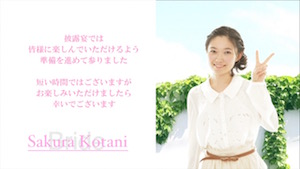 披露宴では
皆様に楽しんでいただけるよう
準備を進めて参りました
短い時間ではございますが
お楽しみいただけましたら
幸いでございます
Bride
Sakura Kotani